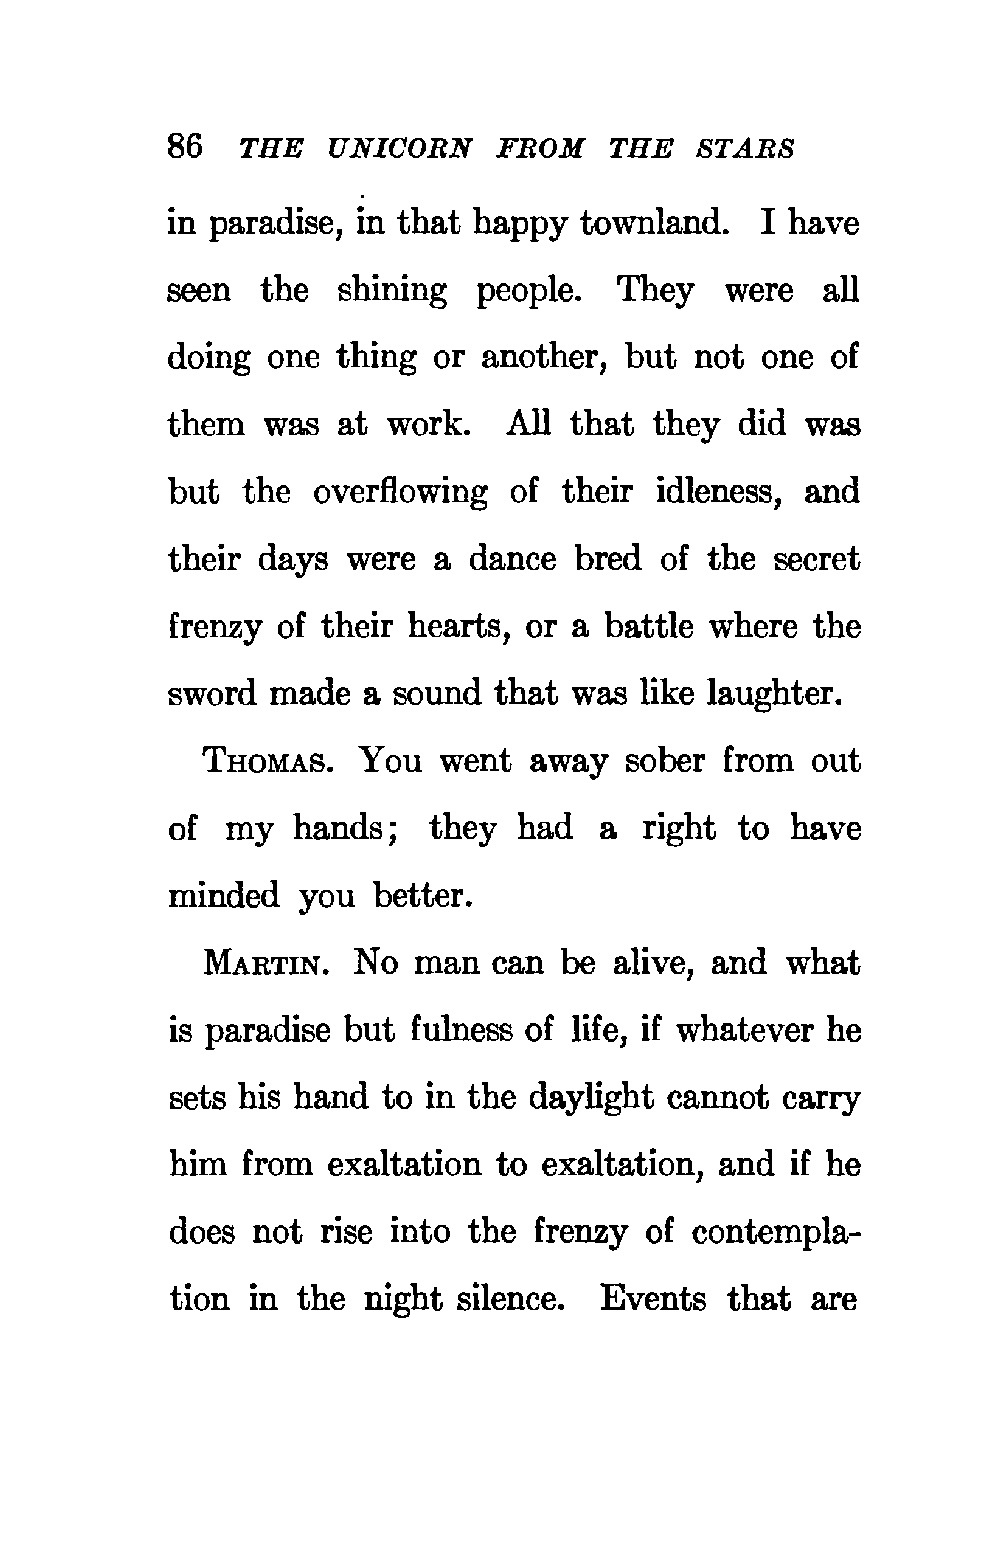 86 THE UNICORN FROM THE STARS
in paradise, in that happy townland. I have
seen the shining people. They were all
doing one thing or another, but not one of
them was at work. All that they did was
but the overflowing of their idleness, and
their days were a dance bred of the secret
frenzy of their hearts, or a battle where the
sword made a sound that was like laughter.
THOMAS. You went away sober from out
of my hands; they had a right to have
minded you better.
MARTIN. No man can be alive, and what
is paradise but fulness of life, if whatever he
sets his hand to in the daylight cannot carry
him from exaltation to exaltation, and if he
does not rise into the frenzy of contempla-
tion in the night silence. Events that are